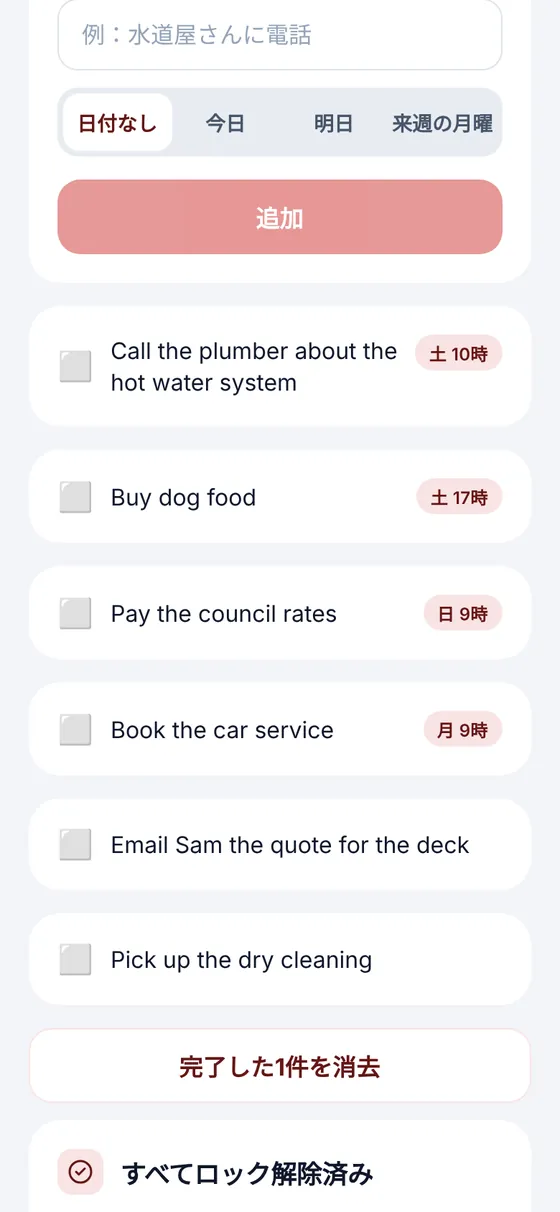 例：水道屋さんに電話
日付なし
今日
明日
来週の月曜
追加
Call the plumber about the
hot water system
土 10時
Buy dog food
土 17時
Pay the council rates
日 9時
Book the car service
月 9時
Email Sam the quote for the deck
Pick up the dry cleaning
完了した1件を消去
すべてロック解除済み